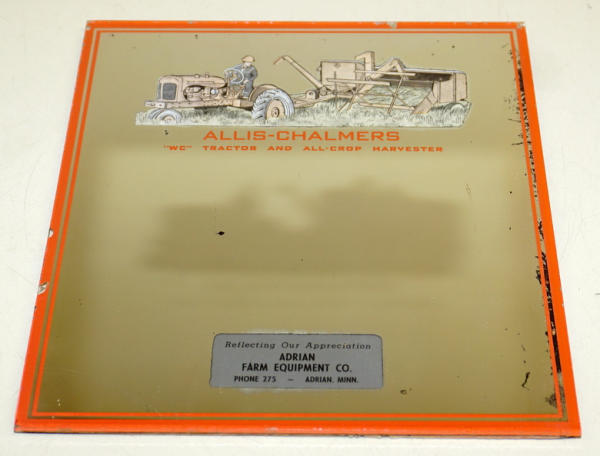 ALLIS-CHALMERS
"WC" TRACTOR AND ALL-CROP HARVESTER
Reflecting Our Appreciation
ADRIAN
FARM EQUIPMENT CO.
PHONE 275 — ADRIAN, MINN.